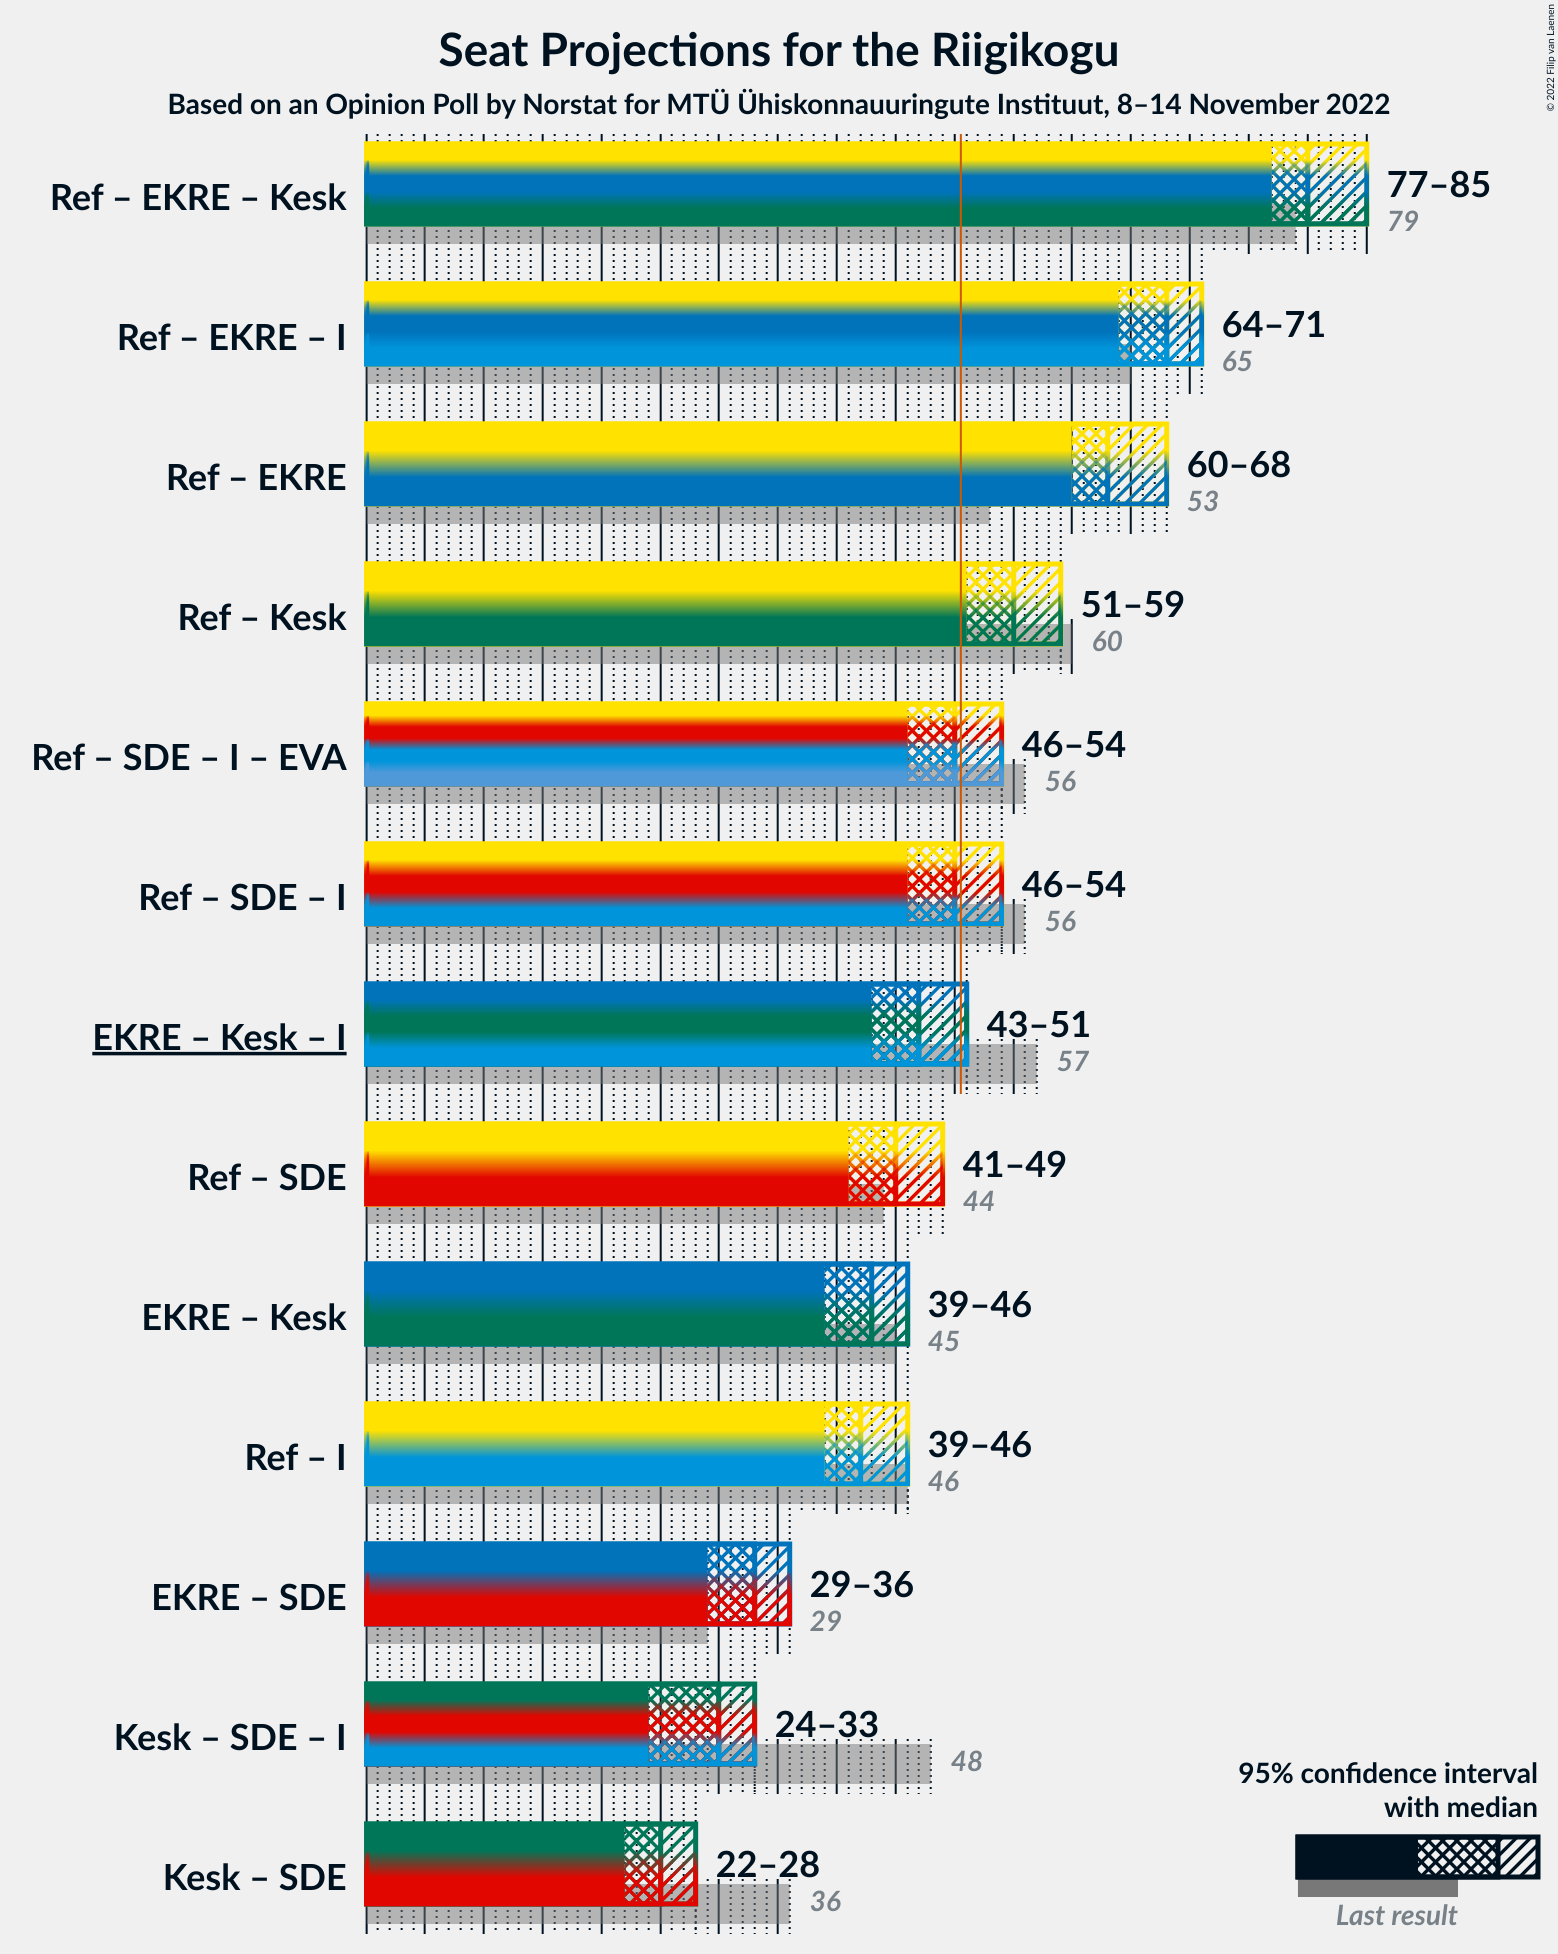 Seat Projections for the Riigikogu
Based on an Opinion Poll by Norstat for MTÜ Ühiskonnauuringute Instituut, 8–14 November 2022
© 2022 Filip van Laenen
Ref – EKRE – Kesk
77–85
79
Ref – EKRE – I
64–71
65
Ref – EKRE
60–68
53
Ref – Kesk
51–59
60
Ref – SDE – I – EVA
46–54
56
Ref – SDE – I
46–54
56
EKRE – Kesk – I
43–51
57
Ref – SDE
41–49
44
EKRE – Kesk
39–46
45
Ref – I
39–46
46
EKRE – SDE
29–36
29
Kesk – SDE – I
24–33
48
Kesk – SDE
22–28
36
95% confidence interval
with median
Last result